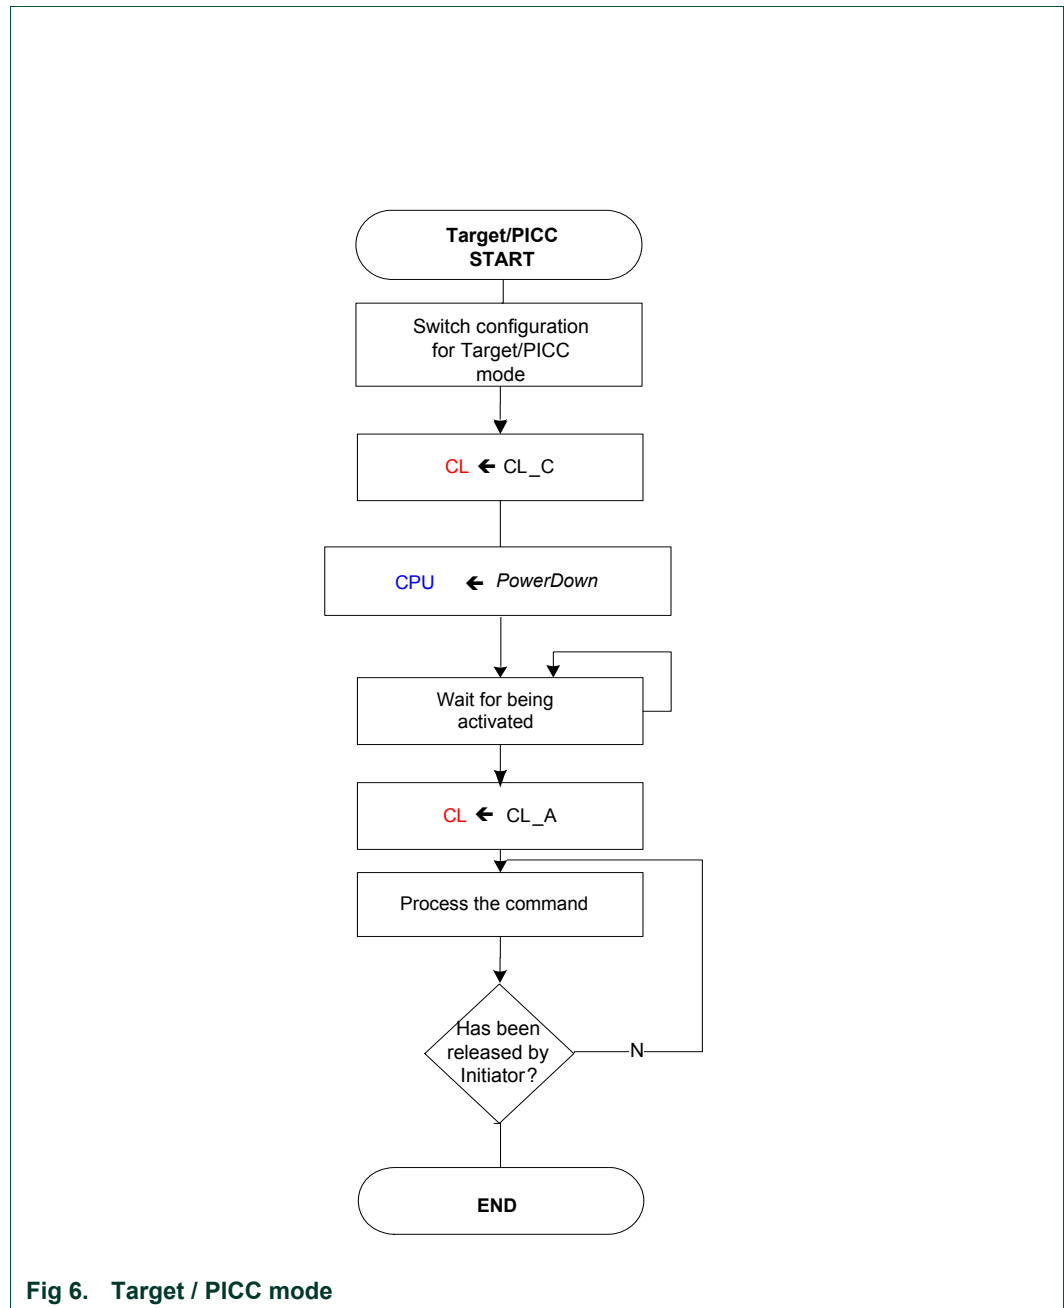 Target/PICC
START
Switch configuration
for Target/PICC
mode
CL 🡸 CL_C
CPU 🡸 PowerDown
Wait for being
activated
CL 🡸 CL_A
Process the command
Has been
released by
Initiator?
N
END
Fig 6. Target / PICC mode